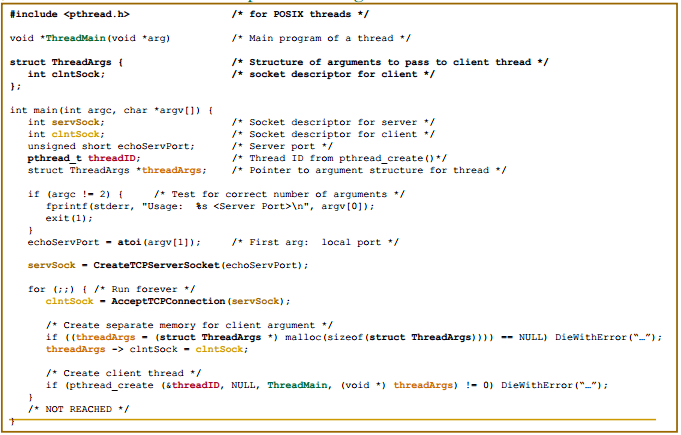 #include <pthread.h> /* for POSIX threads */
void *ThreadMain(void *arg) /* Main program of a thread */
struct ThreadArgs { /* Structure of arguments to pass to client thread */
int clntSock; /* socket descriptor for client */
};
int main(int argc, char *argv[]) {
int servSock; /* Socket descriptor for server */
int clntSock; /* Socket descriptor for client */
unsigned short echoServPort; /* Server port */
pthread_t threadID; /* Thread ID from pthread_create()*/
struct ThreadArgs *threadArgs; /* Pointer to argument structure for thread */
if (argc != 2) { /* Test for correct number of arguments */
fprintf(stderr, "Usage: %s <Server Port>\n", argv[0]);
exit(1);
}
echoServPort = atoi(argv[1]); /* First arg: local port */
servSock = CreateTCPServerSocket(echoServPort);
for (;;) { /* Run forever */
clntSock = AcceptTCPConnection(servSock);
/* Create separate memory for client argument */
if ((threadArgs = (struct ThreadArgs *) malloc(sizeof(struct ThreadArgs)))) == NULL) DieWithError(“…”);
threadArgs -> clntSock = clntSock;
/* Create client thread */
if (pthread_create (&threadID, NULL, ThreadMain, (void *) threadArgs) != 0) DieWithError(“…”);
}
/* NOT REACHED */
}